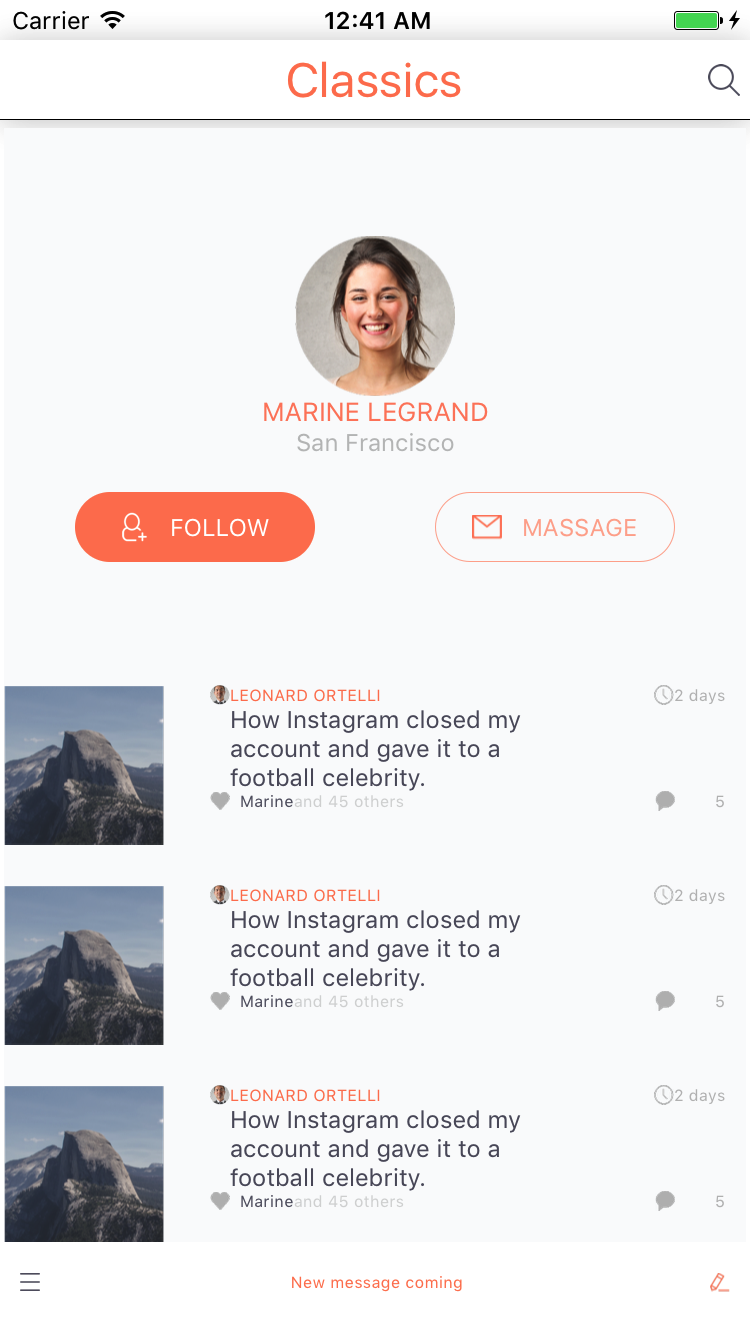 Carrier 12:41 AM
Classics
MARINE LEGRAND
San Francisco
FOLLOW MASSAGE
LEONARD ORTELLI 2 days
How Instagram closed my
account and gave it to a
football celebrity.
Marineand 45 others 5
LEONARD ORTELLI 2 days
How Instagram closed my
account and gave it to a
football celebrity.
Marineand 45 others 5
LEONARD ORTELLI 2 days
How Instagram closed my
account and gave it to a
football celebrity.
Marineand 45 others 5
New message coming